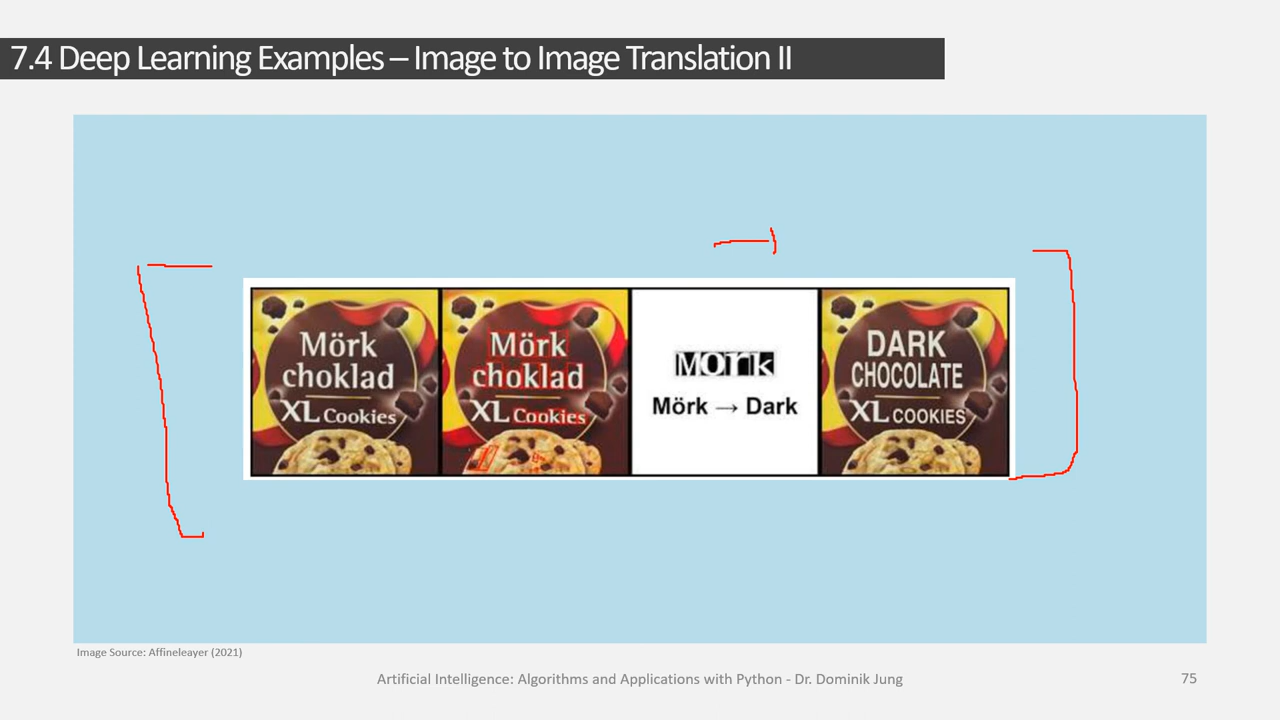 7.4 Deep Learning Examples – Image to Image Translation II
Mörk
choklad
XL Cookies
Mörk
choklad
XL Cookies
Mörk
Mörk → Dark
DARK
CHOCOLATE
XL COOKIES
Image Source: Affineleayer (2021)
Artificial Intelligence: Algorithms and Applications with Python - Dr. Dominik Jung
75